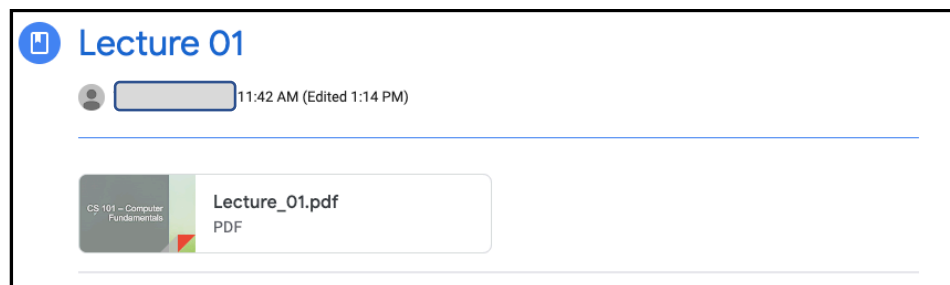 Lecture 01
11:42 AM (Edited 1:14 PM)
CS 101 – Computer
Fundamentals
Lecture_01.pdf
PDF